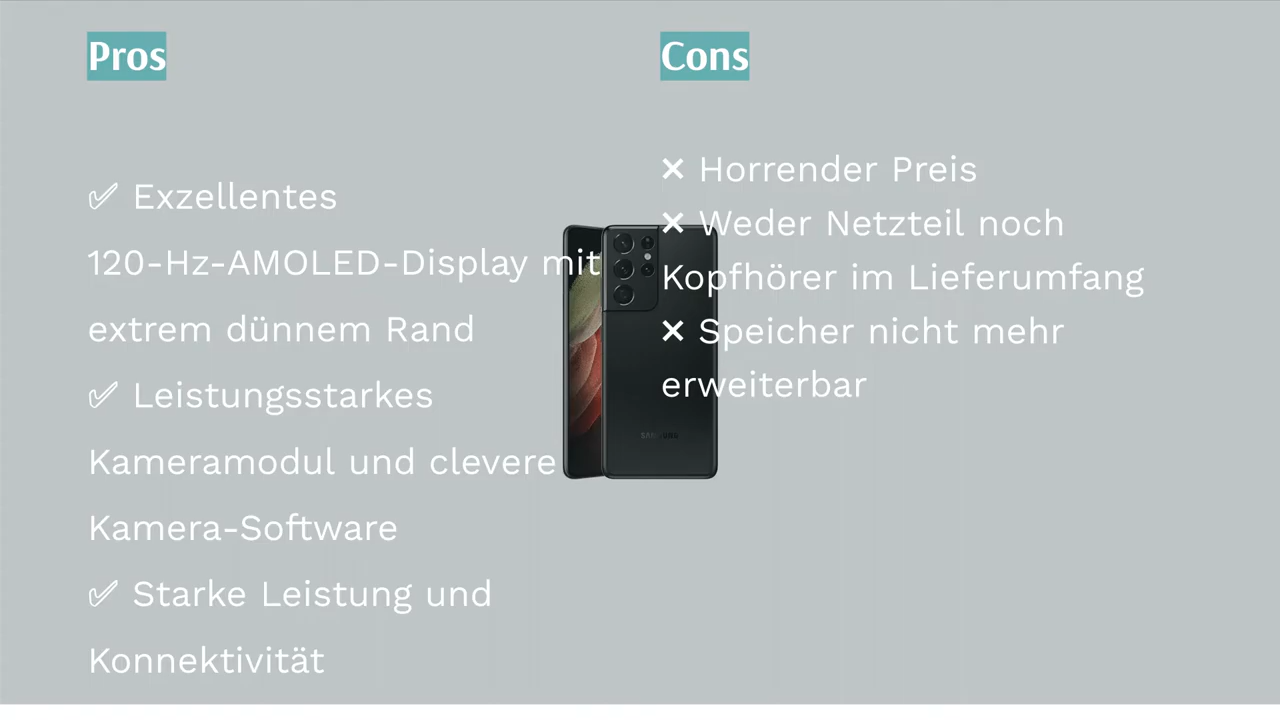 Pros
✅ Exzellentes
120-Hz-AMOLED-Display mit
extrem dünnem Rand
✅ Leistungsstarkes
Kameramodul und clevere
Kamera-Software
✅ Starke Leistung und
Konnektivität
Cons
❌ Horrender Preis
❌ Weder Netzteil noch
Kopfhörer im Lieferumfang
❌ Speicher nicht mehr
erweiterbar
SAMSUNG